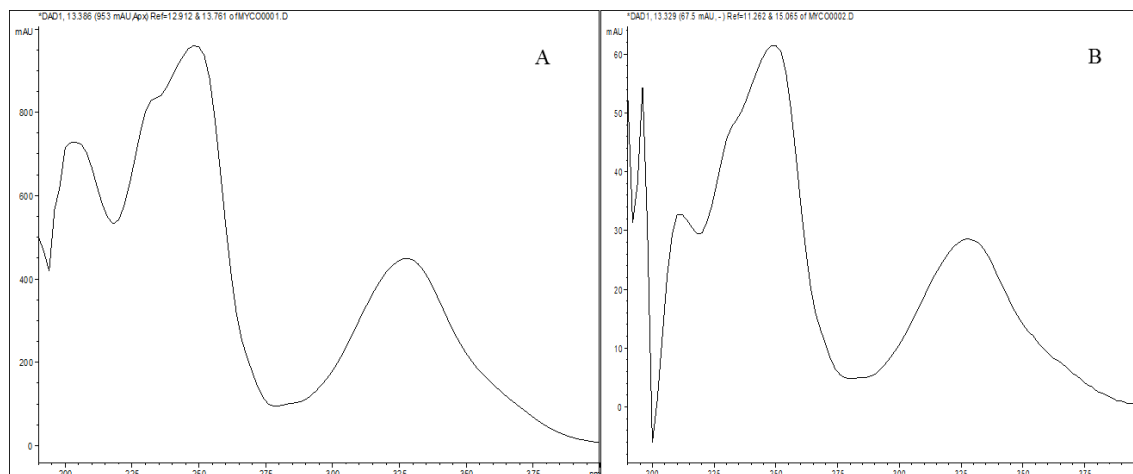 *DAD1, 13.386 (953 mAU,Apx) Ref=12.912 & 13.761 of MYCO0001.D
mAU
A
800
600
400
200
0
200 225 250 275 300 325 350 375
*DAD1, 13.329 (67.5 mAU, - ) Ref=11.262 & 15.065 of MYCO0002.D
mAU
B
60
50
40
30
20
10
0
200 225 250 275 300 325 350 375